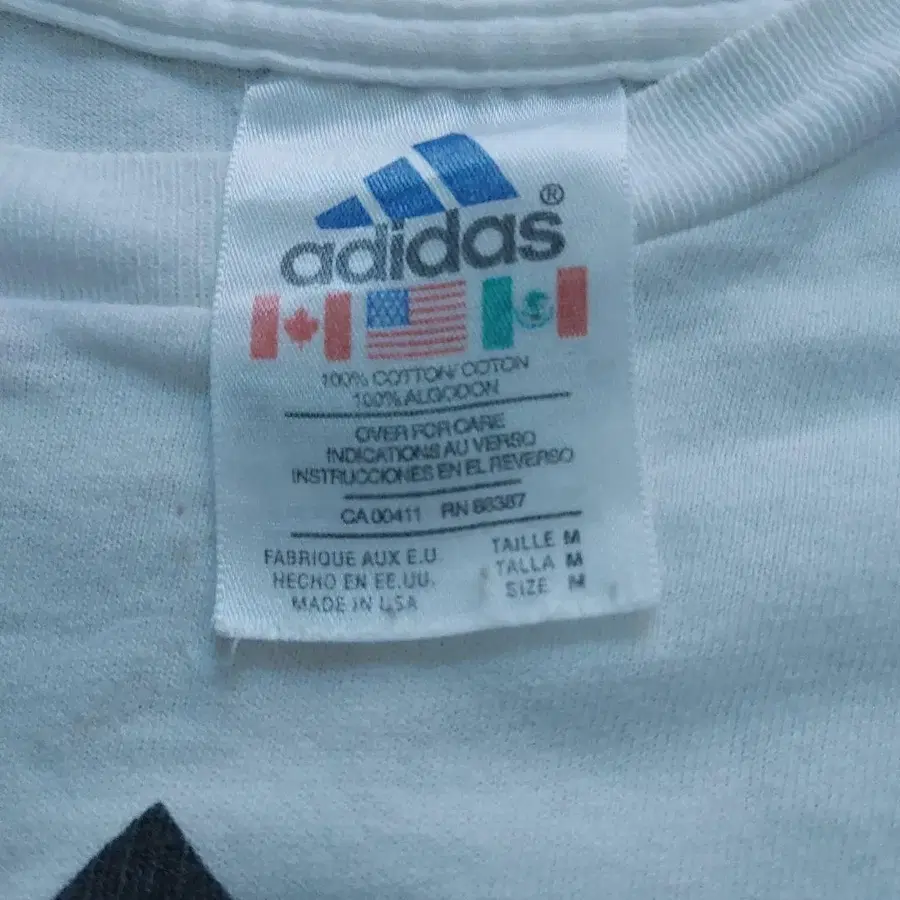 adidas®
100% COTTON/ COTON
100% ALGODON
OVER FOR CARE
INDICATIONS AU VERSO
INSTRUCCIONES EN EL REVERSO
CA 00411 RN 88387
FABRIQUE AUX E.U.
HECHO EN EE.UU.
MADE IN USA
TAILLE M
TALLA M
SIZE M